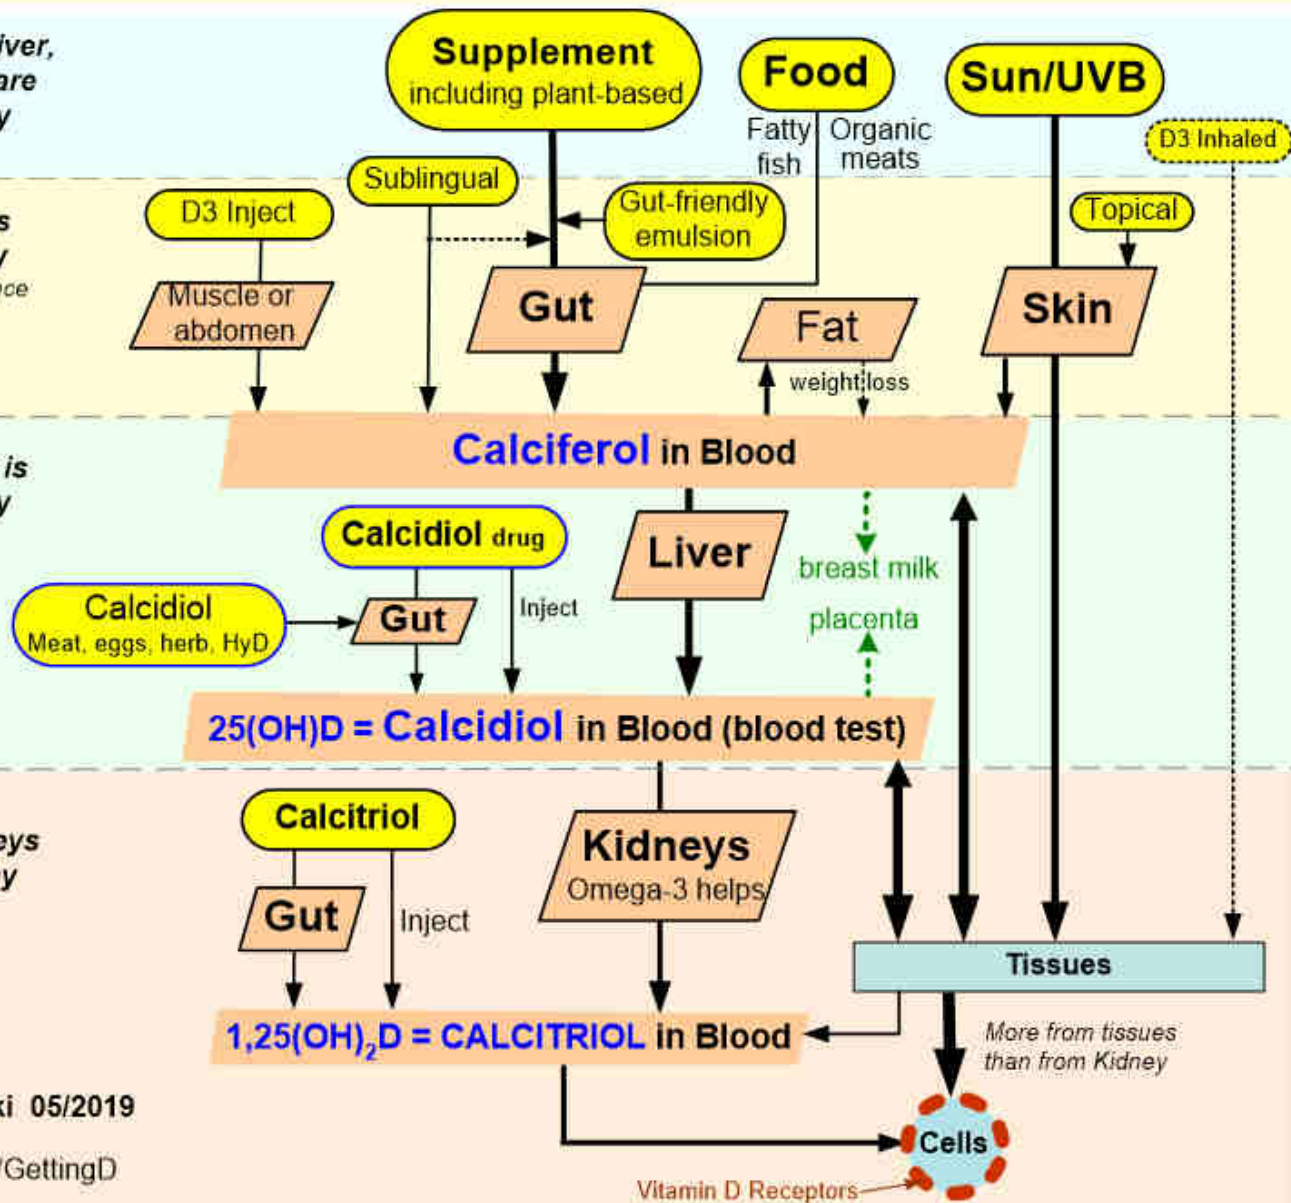 iver,
are
y
Supplement
including plant-based
Food
Fatty fish
Organic meats
Sun/UVB
D3 Inhaled
Sublingual
D3 Inject
Gut-friendly
emulsion
Topical
s
y
nce
Muscle or
abdomen
Gut
Fat
Skin
weight loss
Calciferol in Blood
is
y
Calcidiol drug
Liver
breast milk
placenta
Calcidiol
Meat, eggs, herb, HyD
Gut
Inject
25(OH)D = Calcidiol in Blood (blood test)
Calcitriol
eys
by
Kidneys
Omega-3 helps
Gut
Inject
Tissues
1,25(OH)₂D = CALCITRIOL in Blood
More from tissues
than from Kidney
ki 05/2019
Cells
/GettingD
Vitamin D Receptors